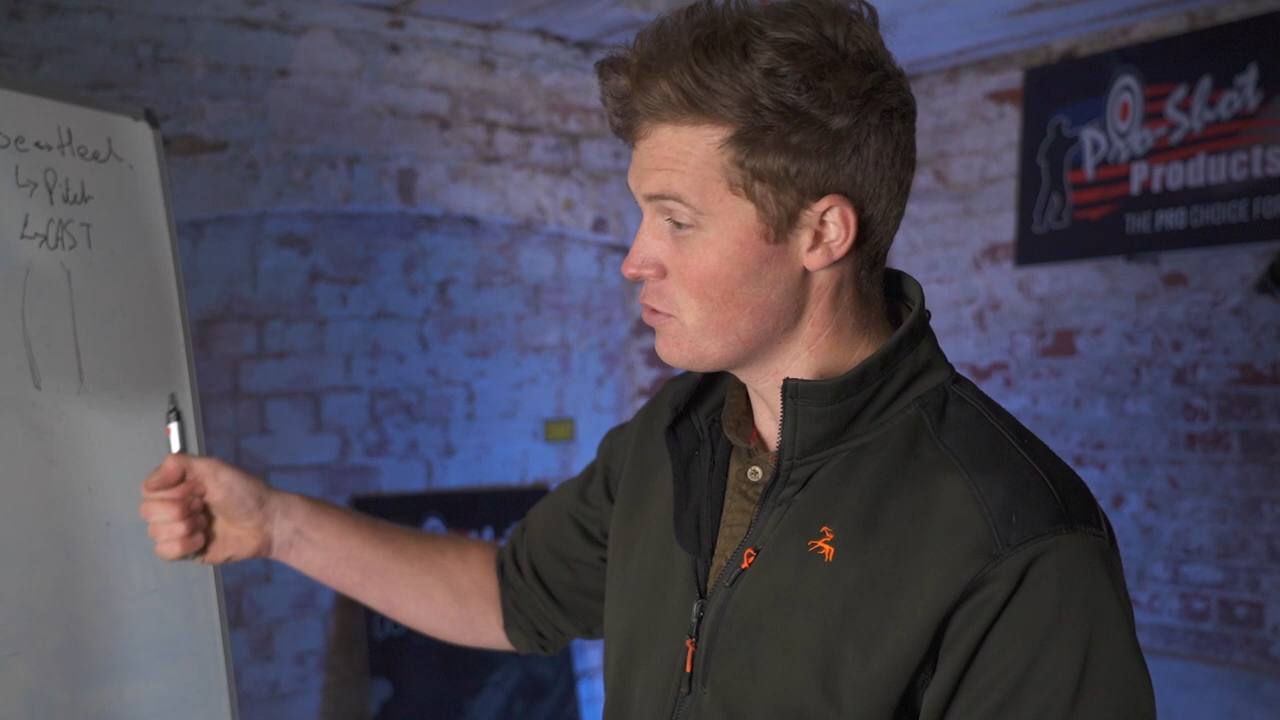 ↳ Pitch
↳ CAST
Pro-Shot
Products
THE PRO CHOICE FO